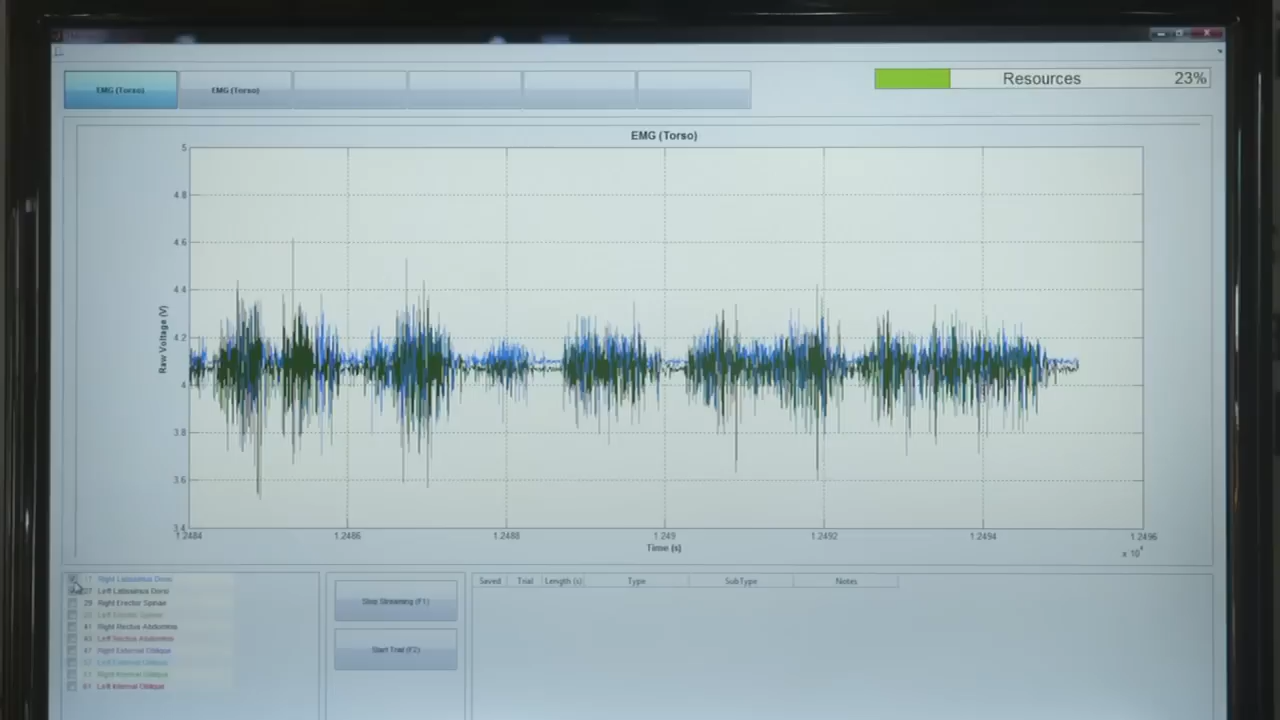 EMG (Torso) EMG (Torso)
Resources 23%
EMG (Torso)
5
4.8
4.6
4.4
4.2
4
3.8
3.6
3.4
Raw Voltage (V)
1.2484 1.2486 1.2488 1.249 1.2492 1.2494 1.2496
Time (s)
x 10⁴
Right Latissimus Dorsi
Left Latissimus Dorsi
29 Right Erector Spinae
Left Erector Spinae
41 Right Rectus Abdominis
Left Rectus Abdominis
47 Right External Oblique
Left External Oblique
Right Internal Oblique
61 Left Internal Oblique
Stop Streaming (F1)
Start Trial (F2)
Saved Trial Length (s) Type SubType Notes